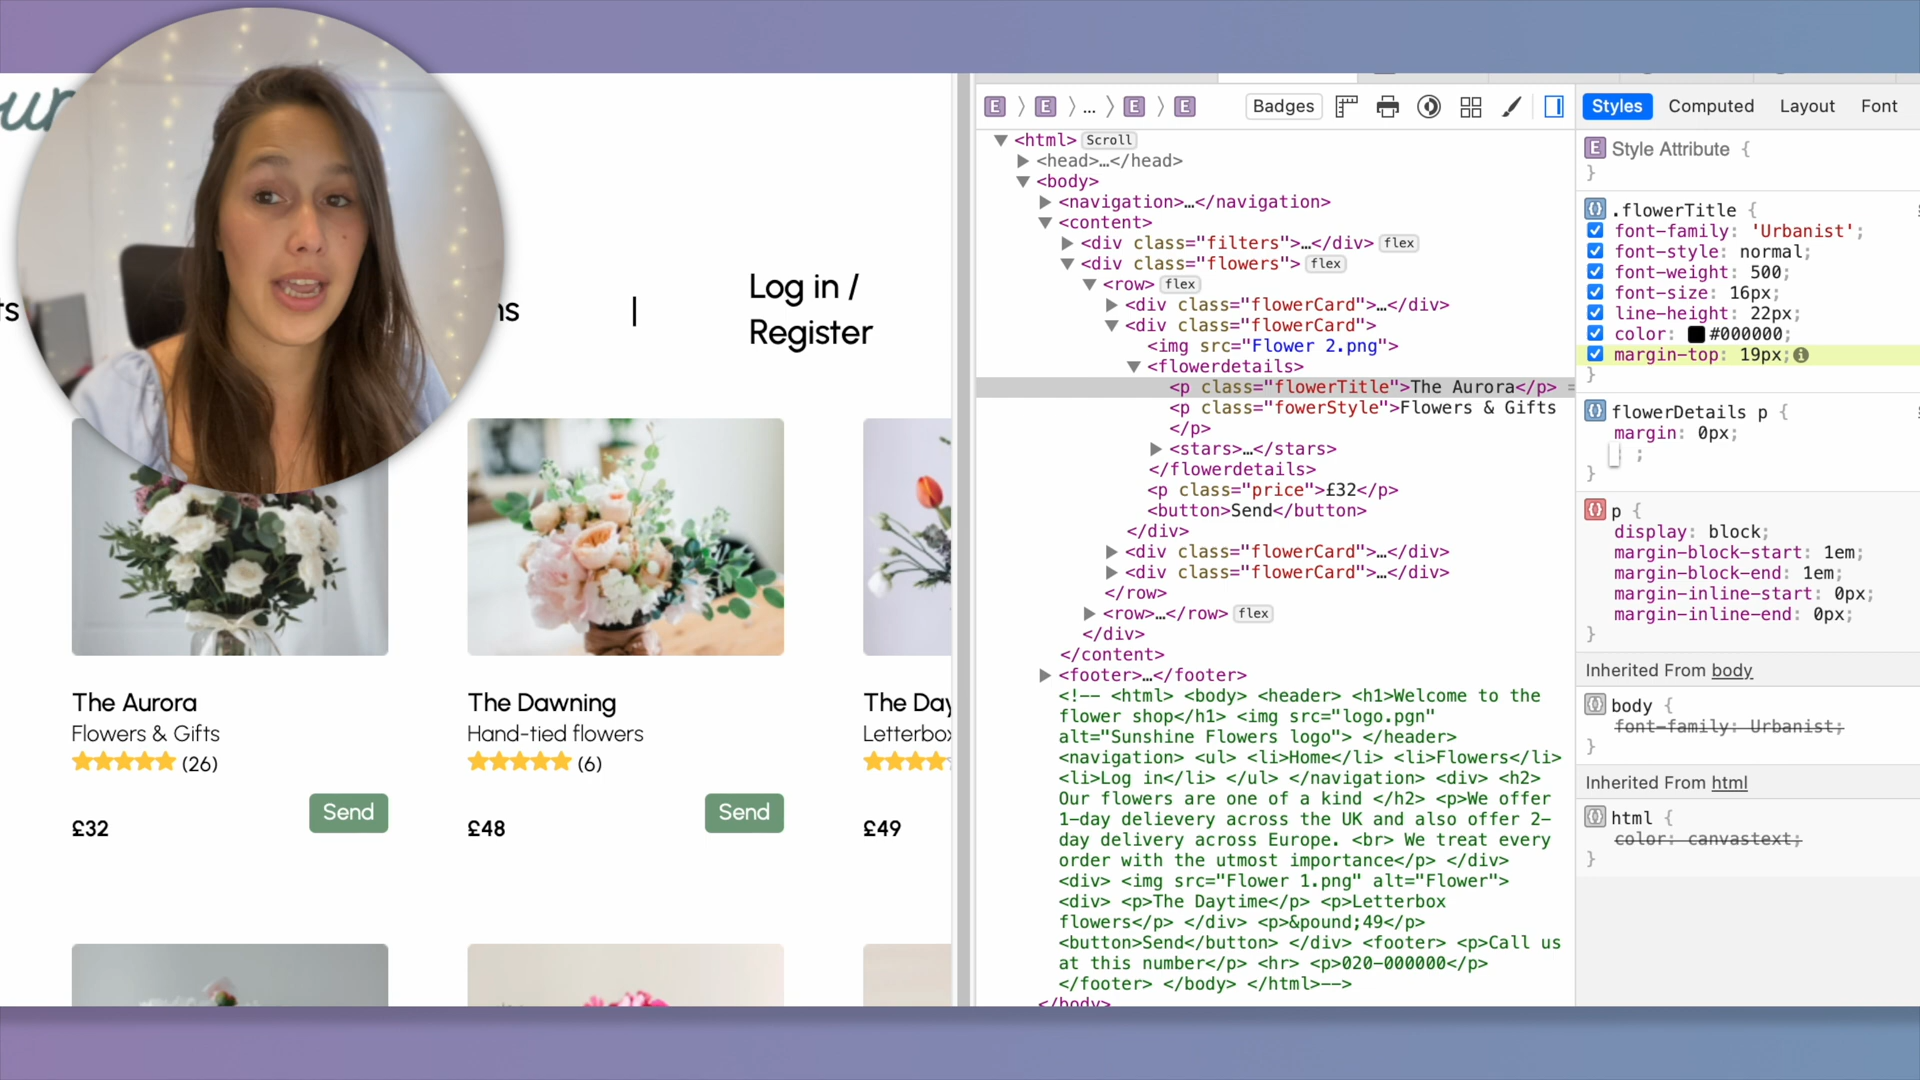 ur
ts
ns
|
Log in /
Register
The Aurora
Flowers & Gifts
(26)
£32
Send
The Dawning
Hand-tied flowers
(6)
£48
Send
The Day
Letterbox
£49
E 〉 E 〉 ... 〉 E 〉 E
Badges
<html> Scroll
<head>…</head>
<body>
<navigation>…</navigation>
<content>
<div class="filters">…</div> flex
<div class="flowers"> flex
<row> flex
<div class="flowerCard">…</div>
<div class="flowerCard">
<img src="Flower 2.png">
<flowerdetails>
<p class="flowerTitle">The Aurora</p> =
<p class="fowerStyle">Flowers & Gifts
</p>
<stars>…</stars>
</flowerdetails>
<p class="price">£32</p>
<button>Send</button>
</div>
<div class="flowerCard">…</div>
<div class="flowerCard">…</div>
</row>
<row>…</row> flex
</div>
</content>
<footer>…</footer>
<!-- <html> <body> <header> <h1>Welcome to the
flower shop</h1> <img src="logo.pgn"
alt="Sunshine Flowers logo"> </header>
<navigation> <ul> <li>Home</li> <li>Flowers</li>
<li>Log in</li> </ul> </navigation> <div> <h2>
Our flowers are one of a kind </h2> <p>We offer
1-day delievery across the UK and also offer 2-
day delivery across Europe. <br> We treat every
order with the utmost importance</p> </div>
<div> <img src="Flower 1.png" alt="Flower">
<div> <p>The Daytime</p> <p>Letterbox
flowers</p> </div> <p>&pound;49</p>
<button>Send</button> </div> <footer> <p>Call us
at this number</p> <hr> <p>020-000000</p>
</footer> </body> </html>-->
</body>
Styles Computed Layout Font
E Style Attribute {
}
.flowerTitle {
font-family: 'Urbanist';
font-style: normal;
font-weight: 500;
font-size: 16px;
line-height: 22px;
color: #000000;
margin-top: 19px;
}
flowerDetails p {
margin: 0px;
;
}
p {
display: block;
margin-block-start: 1em;
margin-block-end: 1em;
margin-inline-start: 0px;
margin-inline-end: 0px;
}
Inherited From body
body {
font-family: Urbanist;
}
Inherited From html
html {
color: canvastext;
}